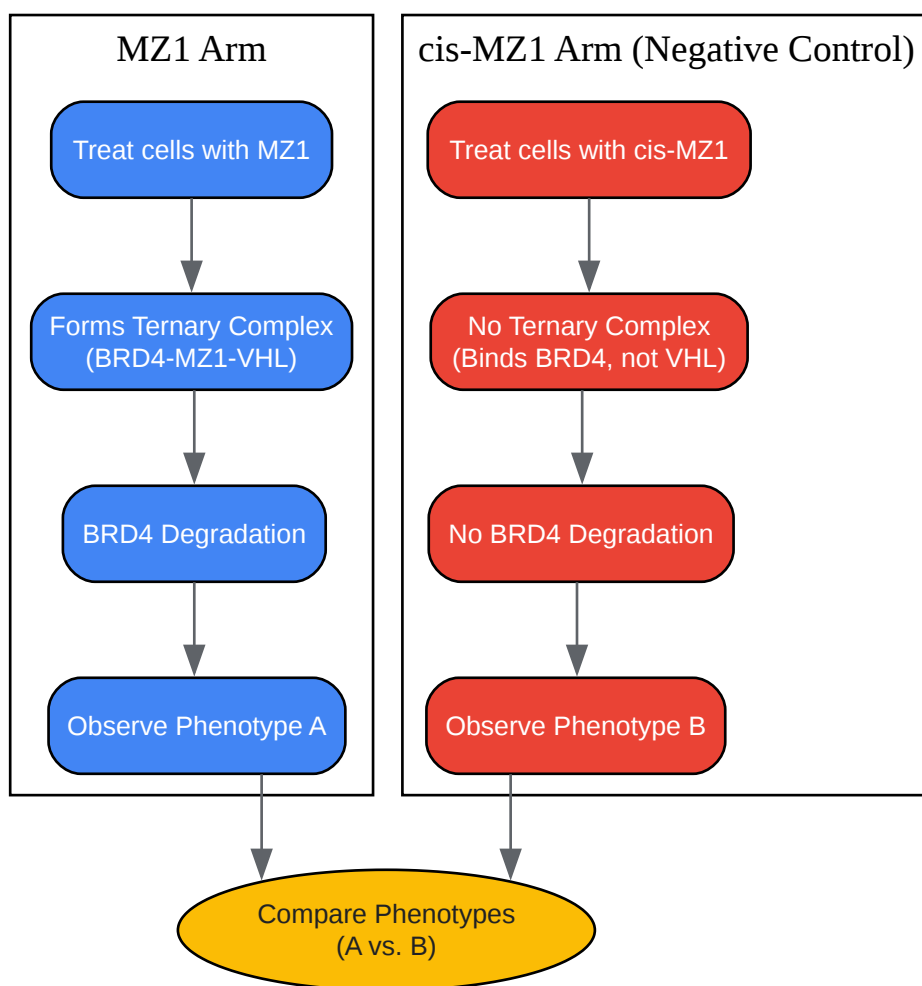 MZ1 Arm
Treat cells with MZ1
Forms Ternary Complex
(BRD4-MZ1-VHL)
BRD4 Degradation
Observe Phenotype A
cis-MZ1 Arm (Negative Control)
Treat cells with cis-MZ1
No Ternary Complex
(Binds BRD4, not VHL)
No BRD4 Degradation
Observe Phenotype B
Compare Phenotypes
(A vs. B)